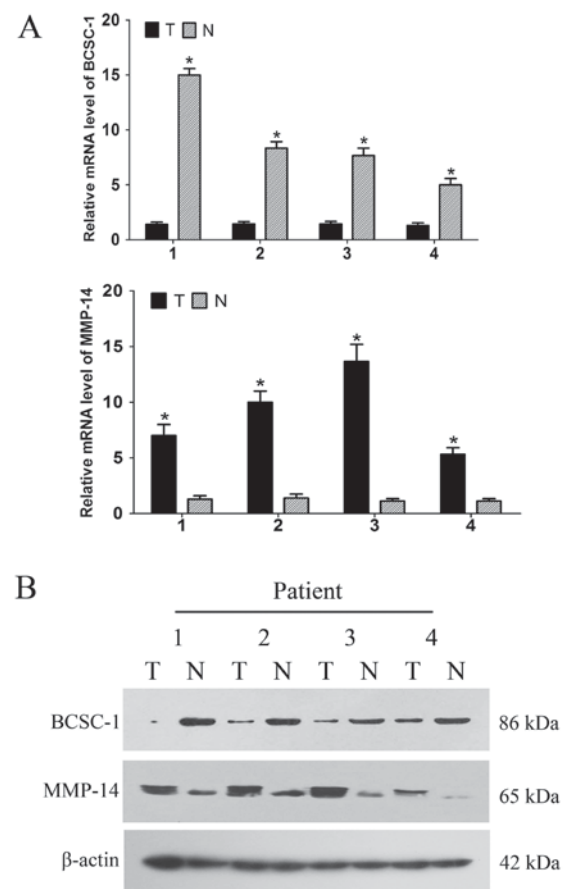 A
Relative mRNA level of BCSC-1
20
15
10
5
0
T N
*
*
*
*
1 2 3 4
Relative mRNA level of MMP-14
20
15
10
5
0
T N
*
*
*
*
1 2 3 4
B
Patient
1 2 3 4
T N T N T N T N
BCSC-1 86 kDa
MMP-14 65 kDa
β-actin 42 kDa